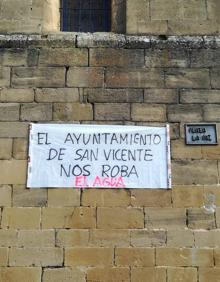 EL AYUNTAMIENTO
DE SAN VICENTE
NOS ROBA
EL AGUA